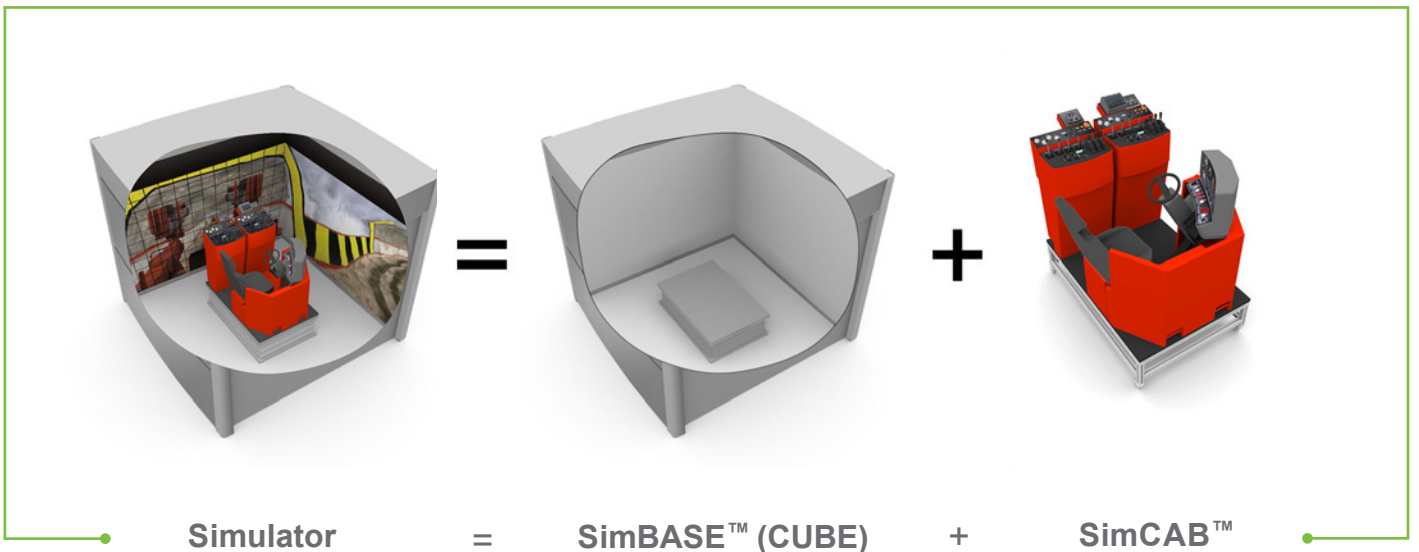 = +
Simulator = SimBASE™ (CUBE) + SimCAB™